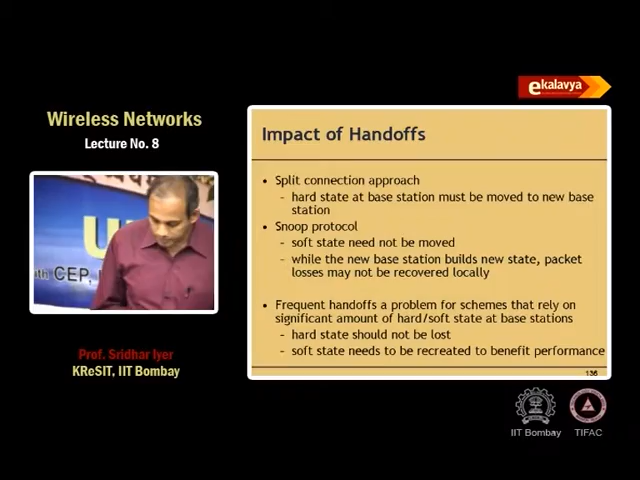 ekalavya
Wireless Networks
Lecture No. 8
Impact of Handoffs
• Split connection approach
– hard state at base station must be moved to new base
station
• Snoop protocol
– soft state need not be moved
– while the new base station builds new state, packet
losses may not be recovered locally
• Frequent handoffs a problem for schemes that rely on
significant amount of hard/soft state at base stations
– hard state should not be lost
– soft state needs to be recreated to benefit performance
136
U
ith CEP,
Prof. Sridhar Iyer
KReSIT, IIT Bombay
IIT Bombay
TIFAC